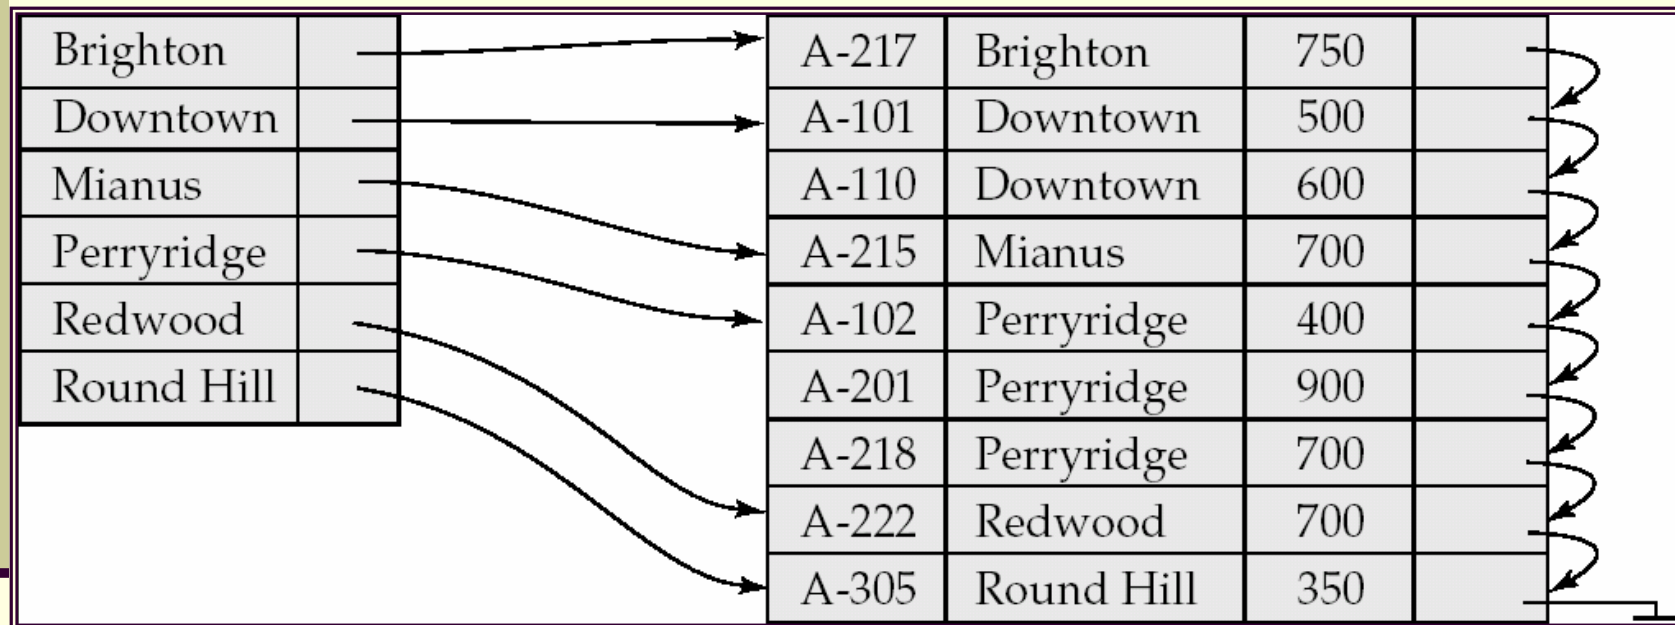 Brighton
Downtown
Mianus
Perryridge
Redwood
Round Hill
A-217 Brighton 750
A-101 Downtown 500
A-110 Downtown 600
A-215 Mianus 700
A-102 Perryridge 400
A-201 Perryridge 900
A-218 Perryridge 700
A-222 Redwood 700
A-305 Round Hill 350